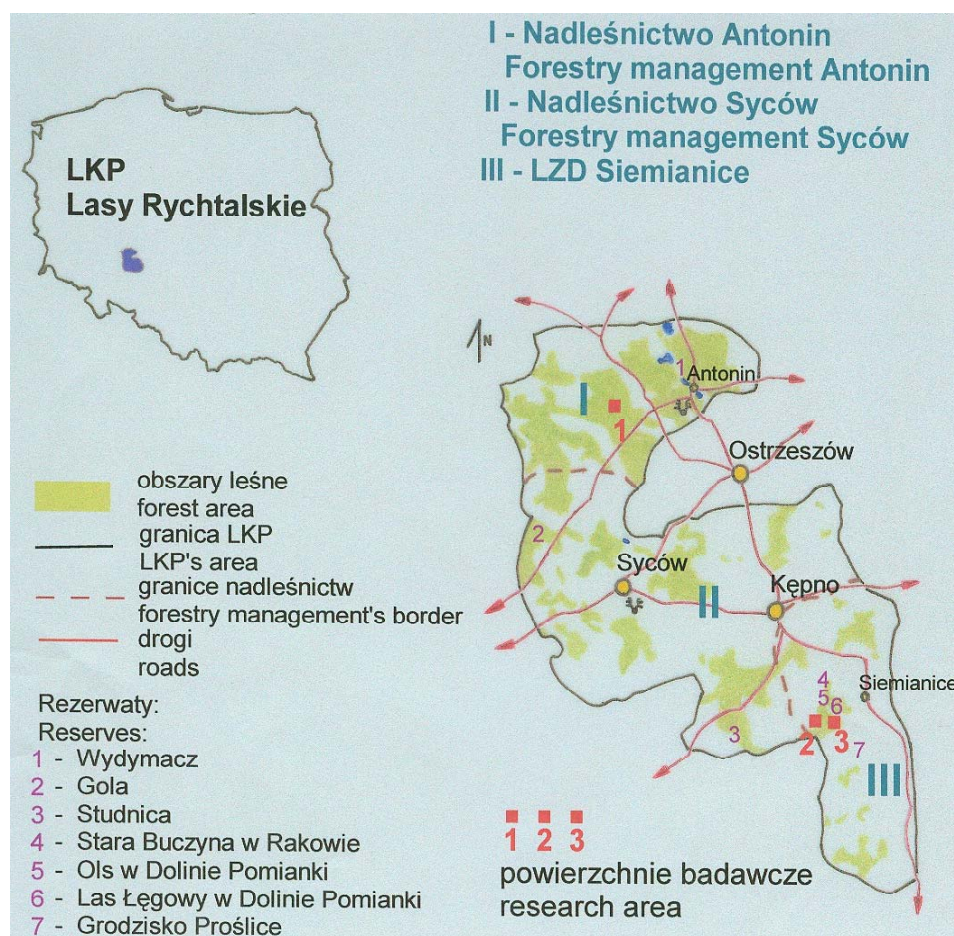 I - Nadleśnictwo Antonin
Forestry management Antonin
II - Nadleśnictwo Syców
Forestry management Syców
III - LZD Siemianice
LKP
Lasy Rychtalskie
N
1
Antonin
I
1
Ostrzeszów
2
Syców
II
Kępno
4
Siemianice
5
6
3
2
3
7
III
obszary leśne
forest area
granica LKP
LKP's area
granice nadleśnictw
forestry management's border
drogi
roads
Rezerwaty:
Reserves:
1 - Wydymacz
2 - Gola
3 - Studnica
4 - Stara Buczyna w Rakowie
5 - Ols w Dolinie Pomianki
6 - Las Łęgowy w Dolinie Pomianki
7 - Grodzisko Proślice
1 2 3
powierzchnie badawcze
research area